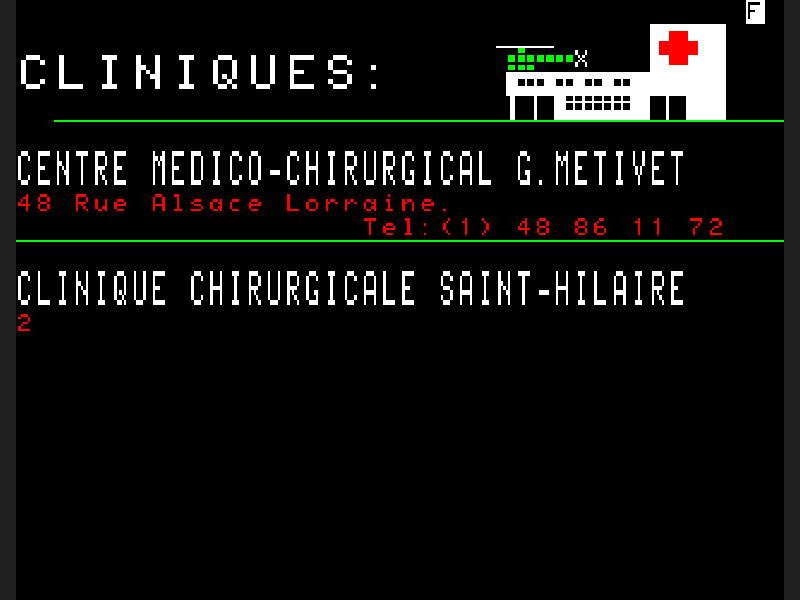 F
CLINIQUES:
CENTRE MEDICO-CHIRURGICAL G.METIVET
48 Rue Alsace Lorraine.
Tel:(1) 48 86 11 72
CLINIQUE CHIRURGICALE SAINT-HILAIRE
2